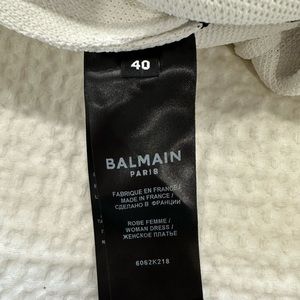 40
BALMAIN
PARIS
FABRIQUE EN FRANCE /
MADE IN FRANCE /
СДЕЛАНО В ФРАНЦИИ
ROBE FEMME /
WOMAN DRESS /
ЖЕНСКОЕ ПЛАТЬЕ
6062K218